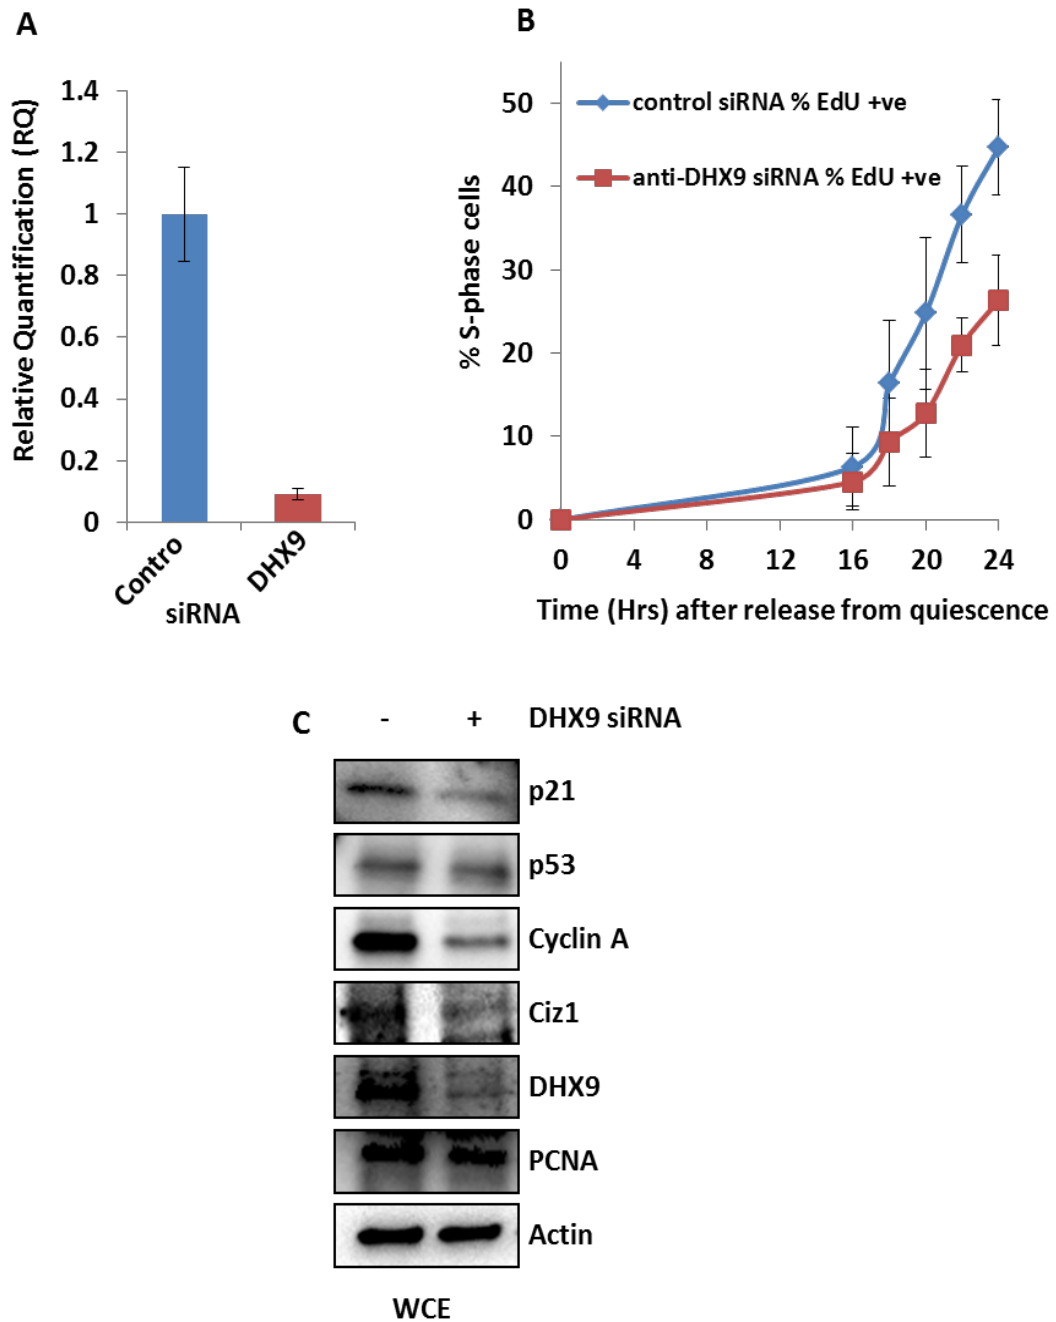 A
Relative Quantification (RQ)
1.4
1.2
1
0.8
0.6
0.4
0.2
0
Contro
DHX9
siRNA
B
% S-phase cells
50
40
30
20
10
0
control siRNA % EdU +ve
anti-DHX9 siRNA % EdU +ve
0 4 8 12 16 20 24
Time (Hrs) after release from quiescence
C
- + DHX9 siRNA
p21
p53
Cyclin A
Ciz1
DHX9
PCNA
Actin
WCE